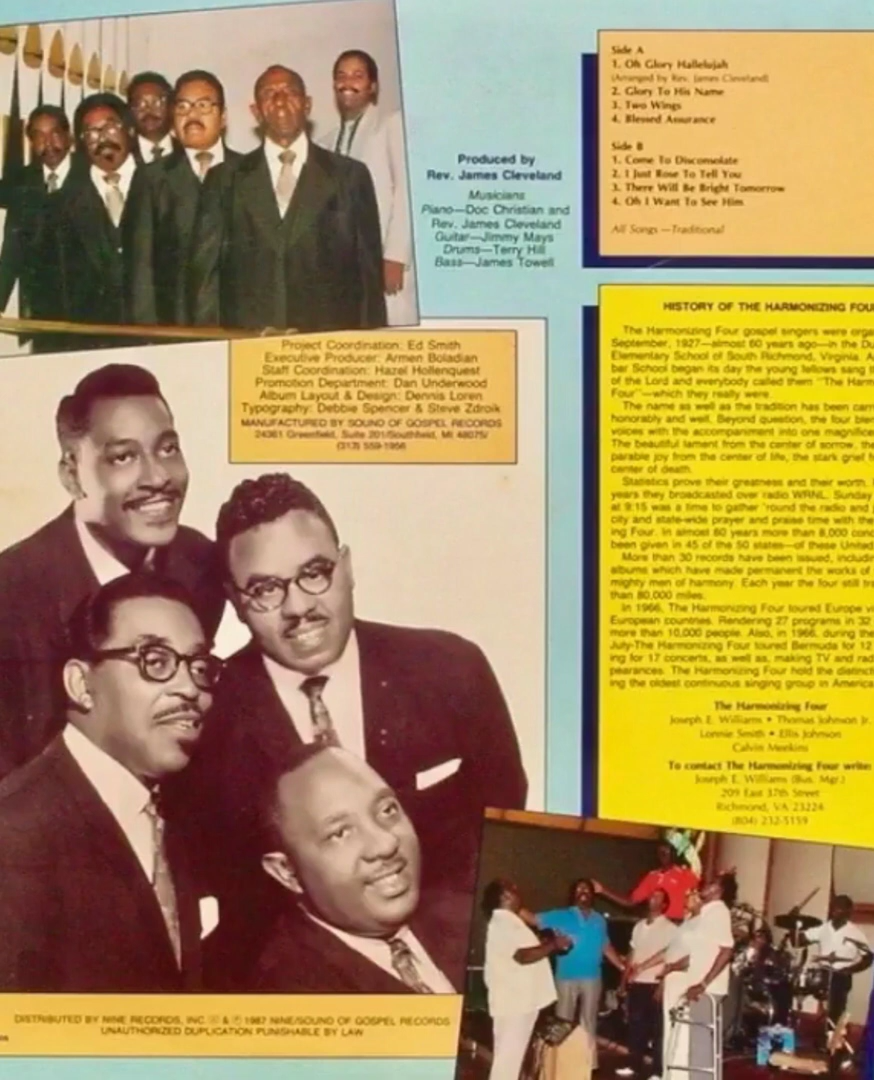 Produced by
Rev. James Cleveland
Musicians
Piano—Doc Christian and
Rev. James Cleveland
Guitar—Jimmy Mays
Drums—Terry Hill
Bass—James Towell
Side A
1. Oh Glory Hallelujah
(Arranged by Rev. James Cleveland)
2. Glory To His Name
3. Two Wings
4. Blessed Assurance
Side B
1. Come To Disconsolate
2. I Just Rose To Tell You
3. There Will Be Bright Tomorrow
4. Oh I Want To See Him
All Songs—Traditional
Project Coordination: Ed Smith
Executive Producer: Armen Boladian
Staff Coordination: Hazel Hollenquest
Promotion Department: Dan Underwood
Album Layout & Design: Dennis Loren
Typography: Debbie Spencer & Steve Zdroik
MANUFACTURED BY SOUND OF GOSPEL RECORDS
24361 Greenfield, Suite 201/Southfield, MI 48075/
(313) 559-1956
HISTORY OF THE HARMONIZING FOU
The Harmonizing Four gospel singers were orga
September, 1927—almost 60 years ago—in the Du
Elementary School of South Richmond, Virginia. A
bar School began its day the young fellows sang t
of the Lord and everybody called them "The Harm
Four"—which they really were.
The name as well as the tradition has been carr
honorably and well. Beyond question, the four blen
voices with the accompaniment into one magnifice
The beautiful lament from the center of sorrow, the
parable joy from the center of life, the stark grief f
center of death.
Statistics prove their greatness and their worth.
years they broadcasted over radio WRNL. Sunday
at 9:15 was a time to gather 'round the radio and
city and state-wide prayer and praise time with the
ing Four. In almost 60 years more than 8,000 conc
been given in 45 of the 50 states—of these United
More than 30 records have been issued, includin
albums which have made permanent the works of
mighty men of harmony. Each year the four still tra
than 80,000 miles.
In 1966, The Harmonizing Four toured Europe vi
European countries. Rendering 27 programs in 32
more than 10,000 people. Also, in 1966, during the
July-The Harmonizing Four toured Bermuda for 12
ing for 17 concerts, as well as, making TV and rad
pearances. The Harmonizing Four hold the distinct
ing the oldest continuous singing group in America
The Harmonizing Four
Joseph E. Williams • Thomas Johnson Jr.
Lonnie Smith • Ellis Johnson
Calvin Meekins
To contact The Harmonizing Four write:
Joseph E. Williams (Bus. Mgr.)
209 East 37th Street
Richmond, VA 23224
(804) 232-5159
DISTRIBUTED BY NINE RECORDS, INC. © & ℗ 1987 NINE/SOUND OF GOSPEL RECORDS
UNAUTHORIZED DUPLICATION PUNISHABLE BY LAW